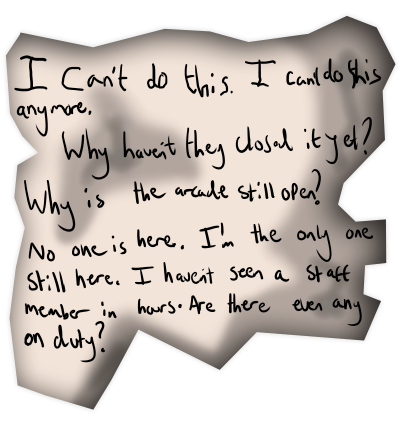 I Can't do this. I can't do this
anymore.
Why haven't they closed it yet?
Why is the arcade still open?
No one is here. I'm the only one
Still here. I haven't seen a staff
member in hours. Are there even any
on duty?